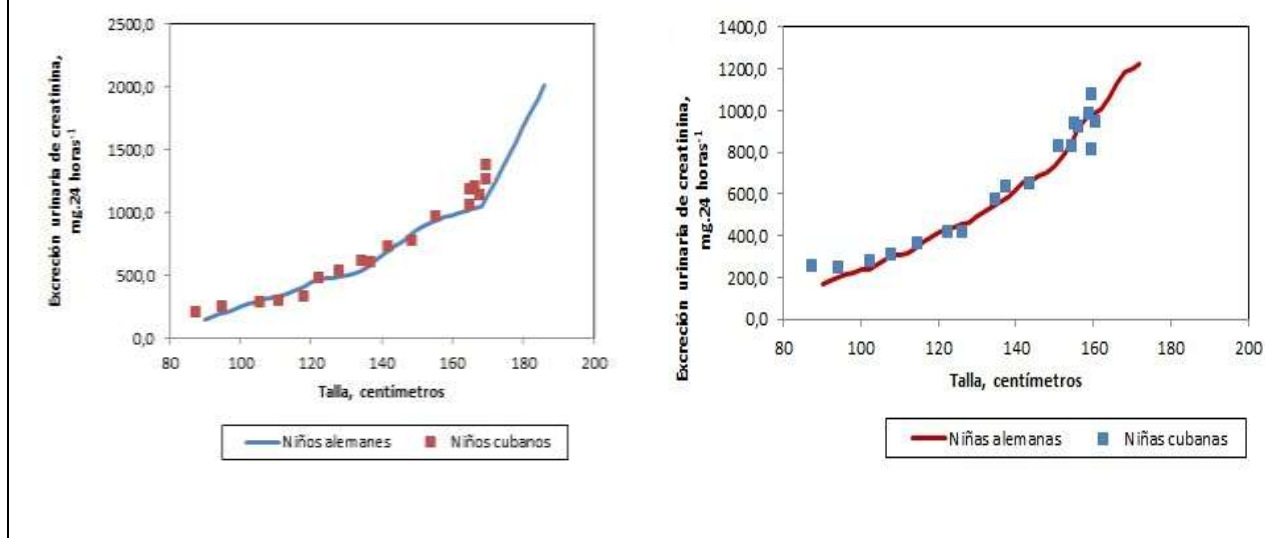 Excreción urinaria de creatinina,
mg.24 horas⁻¹
2500,0
2000,0
1500,0
1000,0
500,0
0,0
80 100 120 140 160 180 200
Talla, centímetros
Niños alemanes Niños cubanos
Excreción urinaria de creatinina,
mg.24 horas⁻¹
1400,0
1200,0
1000,0
800,0
600,0
400,0
200,0
0,0
80 100 120 140 160 180 200
Talla, centímetros
Niñas alemanas Niñas cubanas